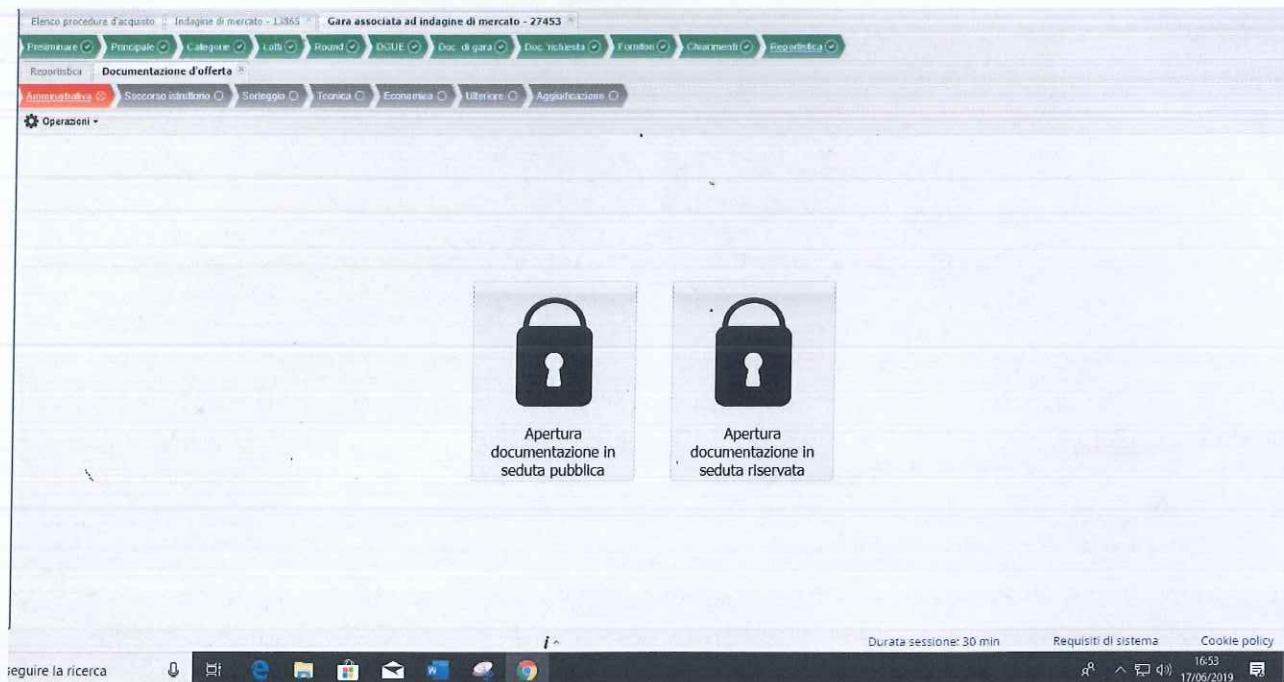 Elenco procedure d'acquisto Indagine di mercato - 13865 Gara associata ad indagine di mercato - 27453
Preliminare Principale Categorie Lotti Round DGUE Doc. di gara Doc. richiesta Fornitori Chiarimenti Reportistica
Reportistica Documentazione d'offerta
Amministrativa Soccorso istruttorio Sorteggio Tecnica Economica Ulteriore Aggiudicazione
Operazioni
Apertura
documentazione in
seduta pubblica
Apertura
documentazione in
seduta riservata
i Durata sessione: 30 min Requisiti di sistema Cookie policy
seguire la ricerca 16:53
17/06/2019